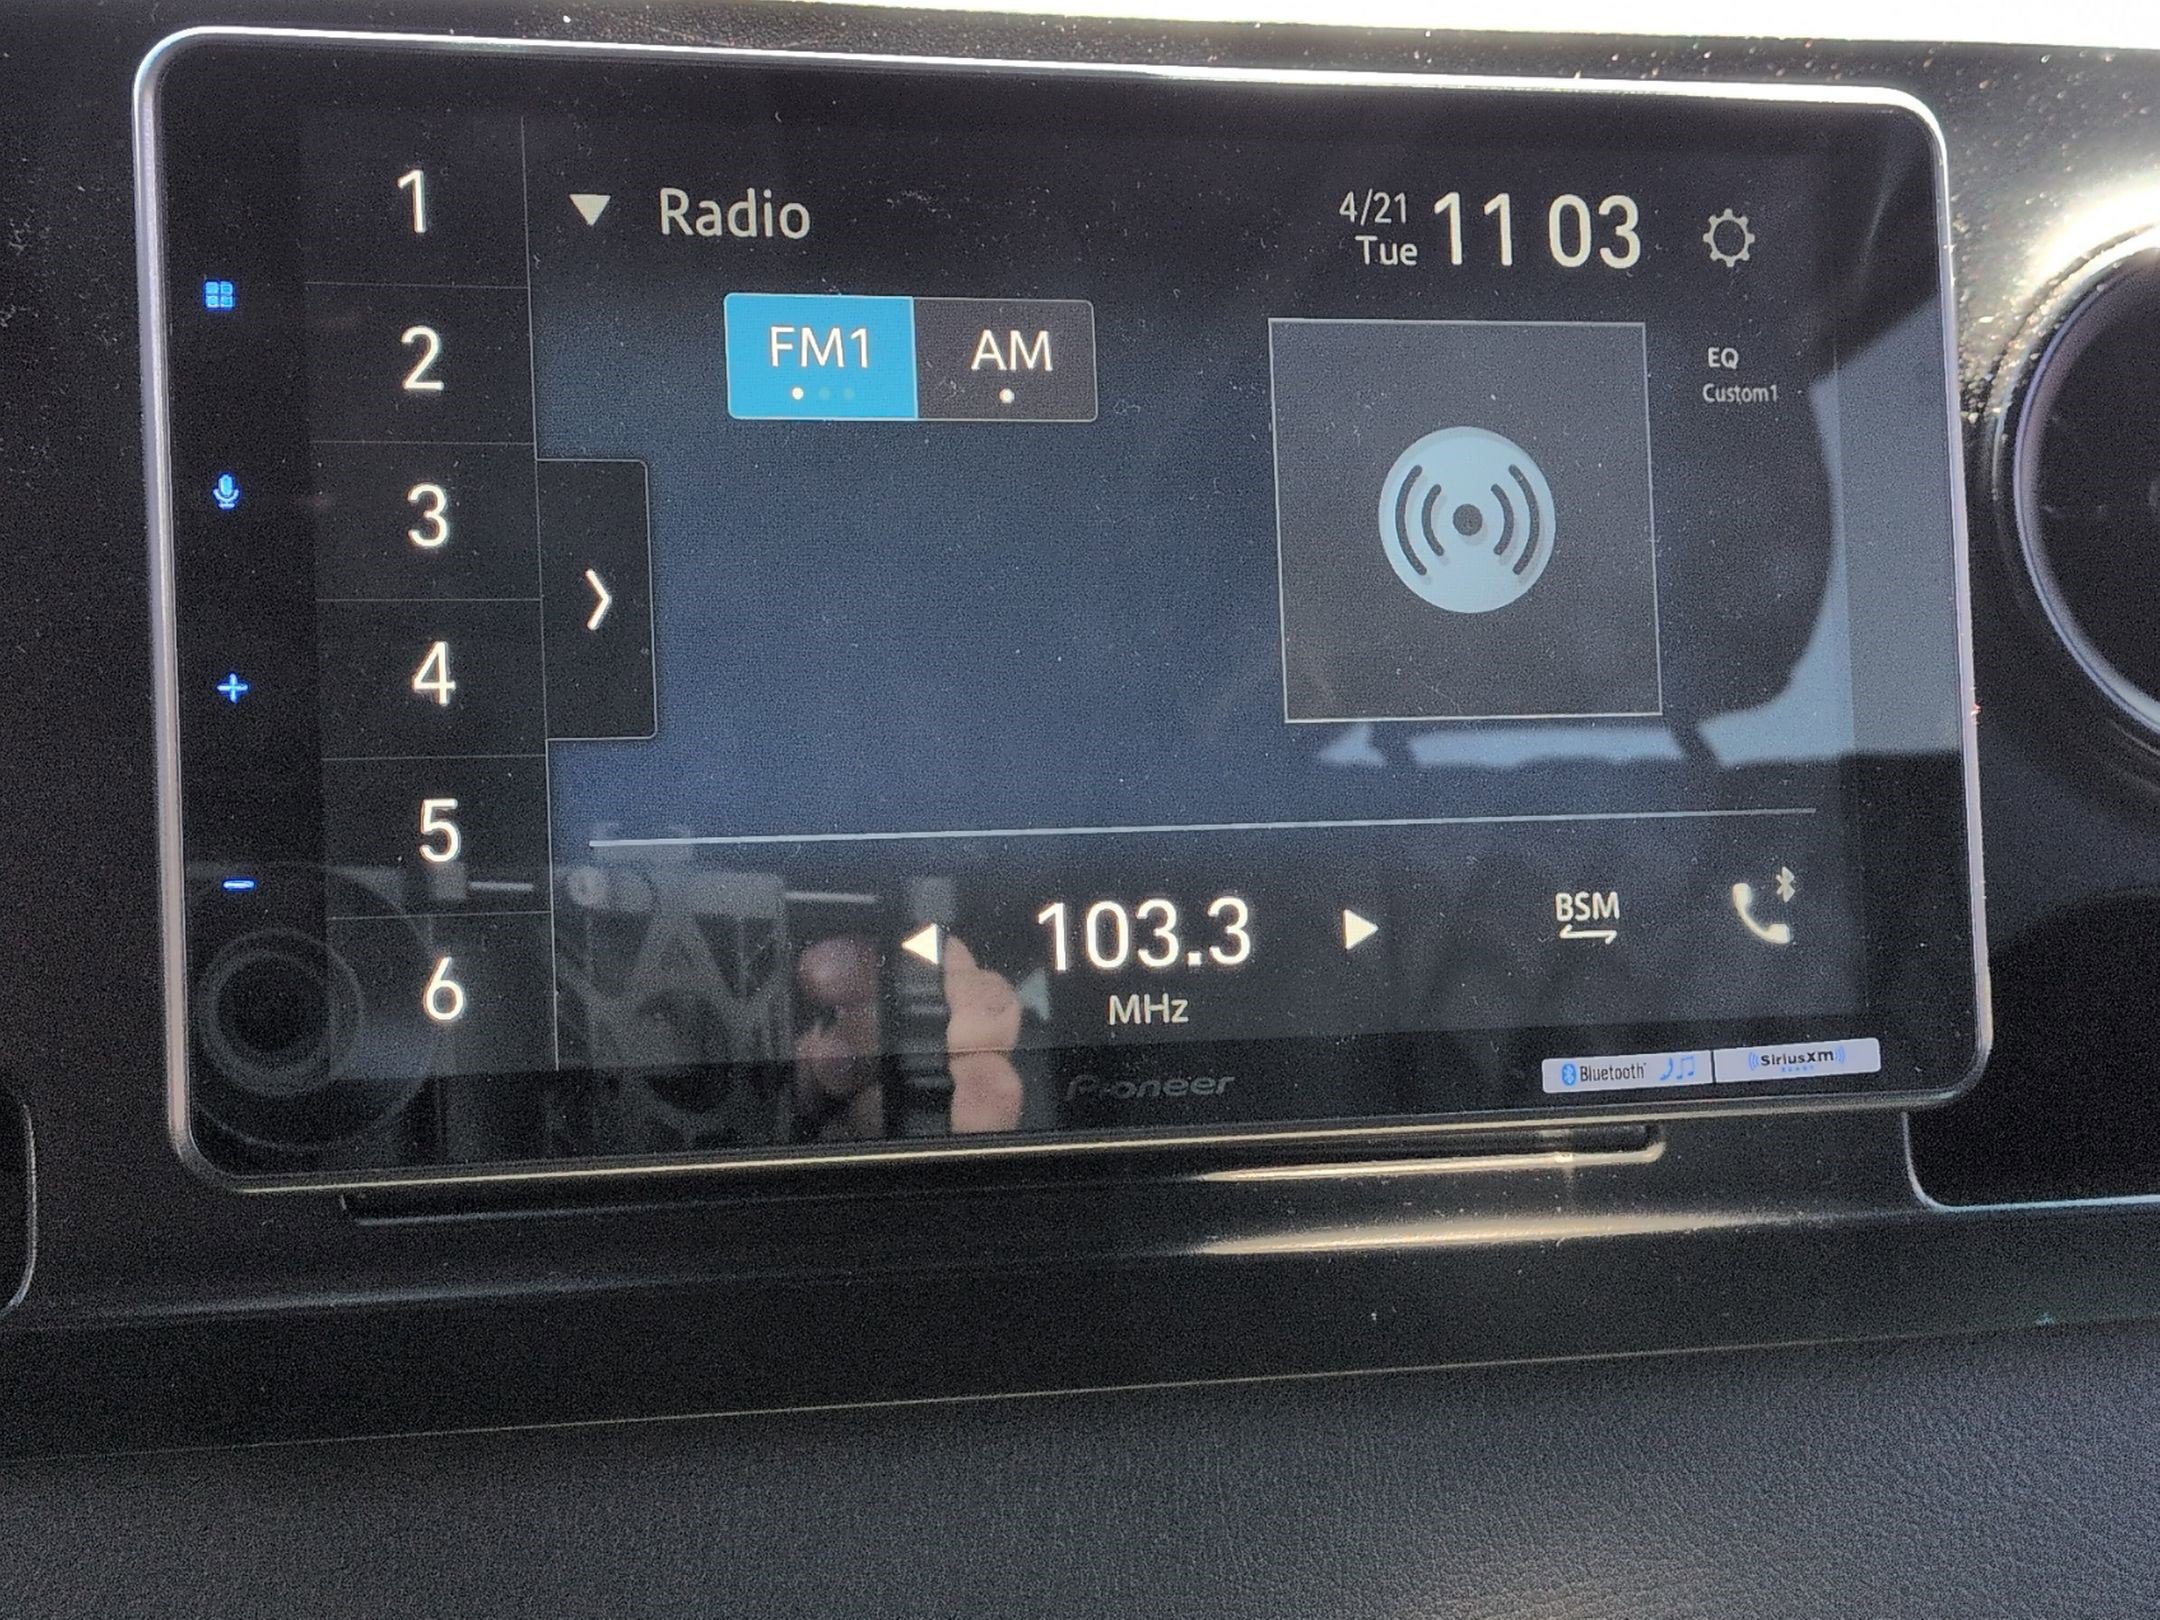 1
2
3
4
5
6
Radio
4/21
Tue
11 03
FM1
AM
EQ
Custom1
103.3
MHz
BSM
Pioneer
Bluetooth
SiriusXm
READY